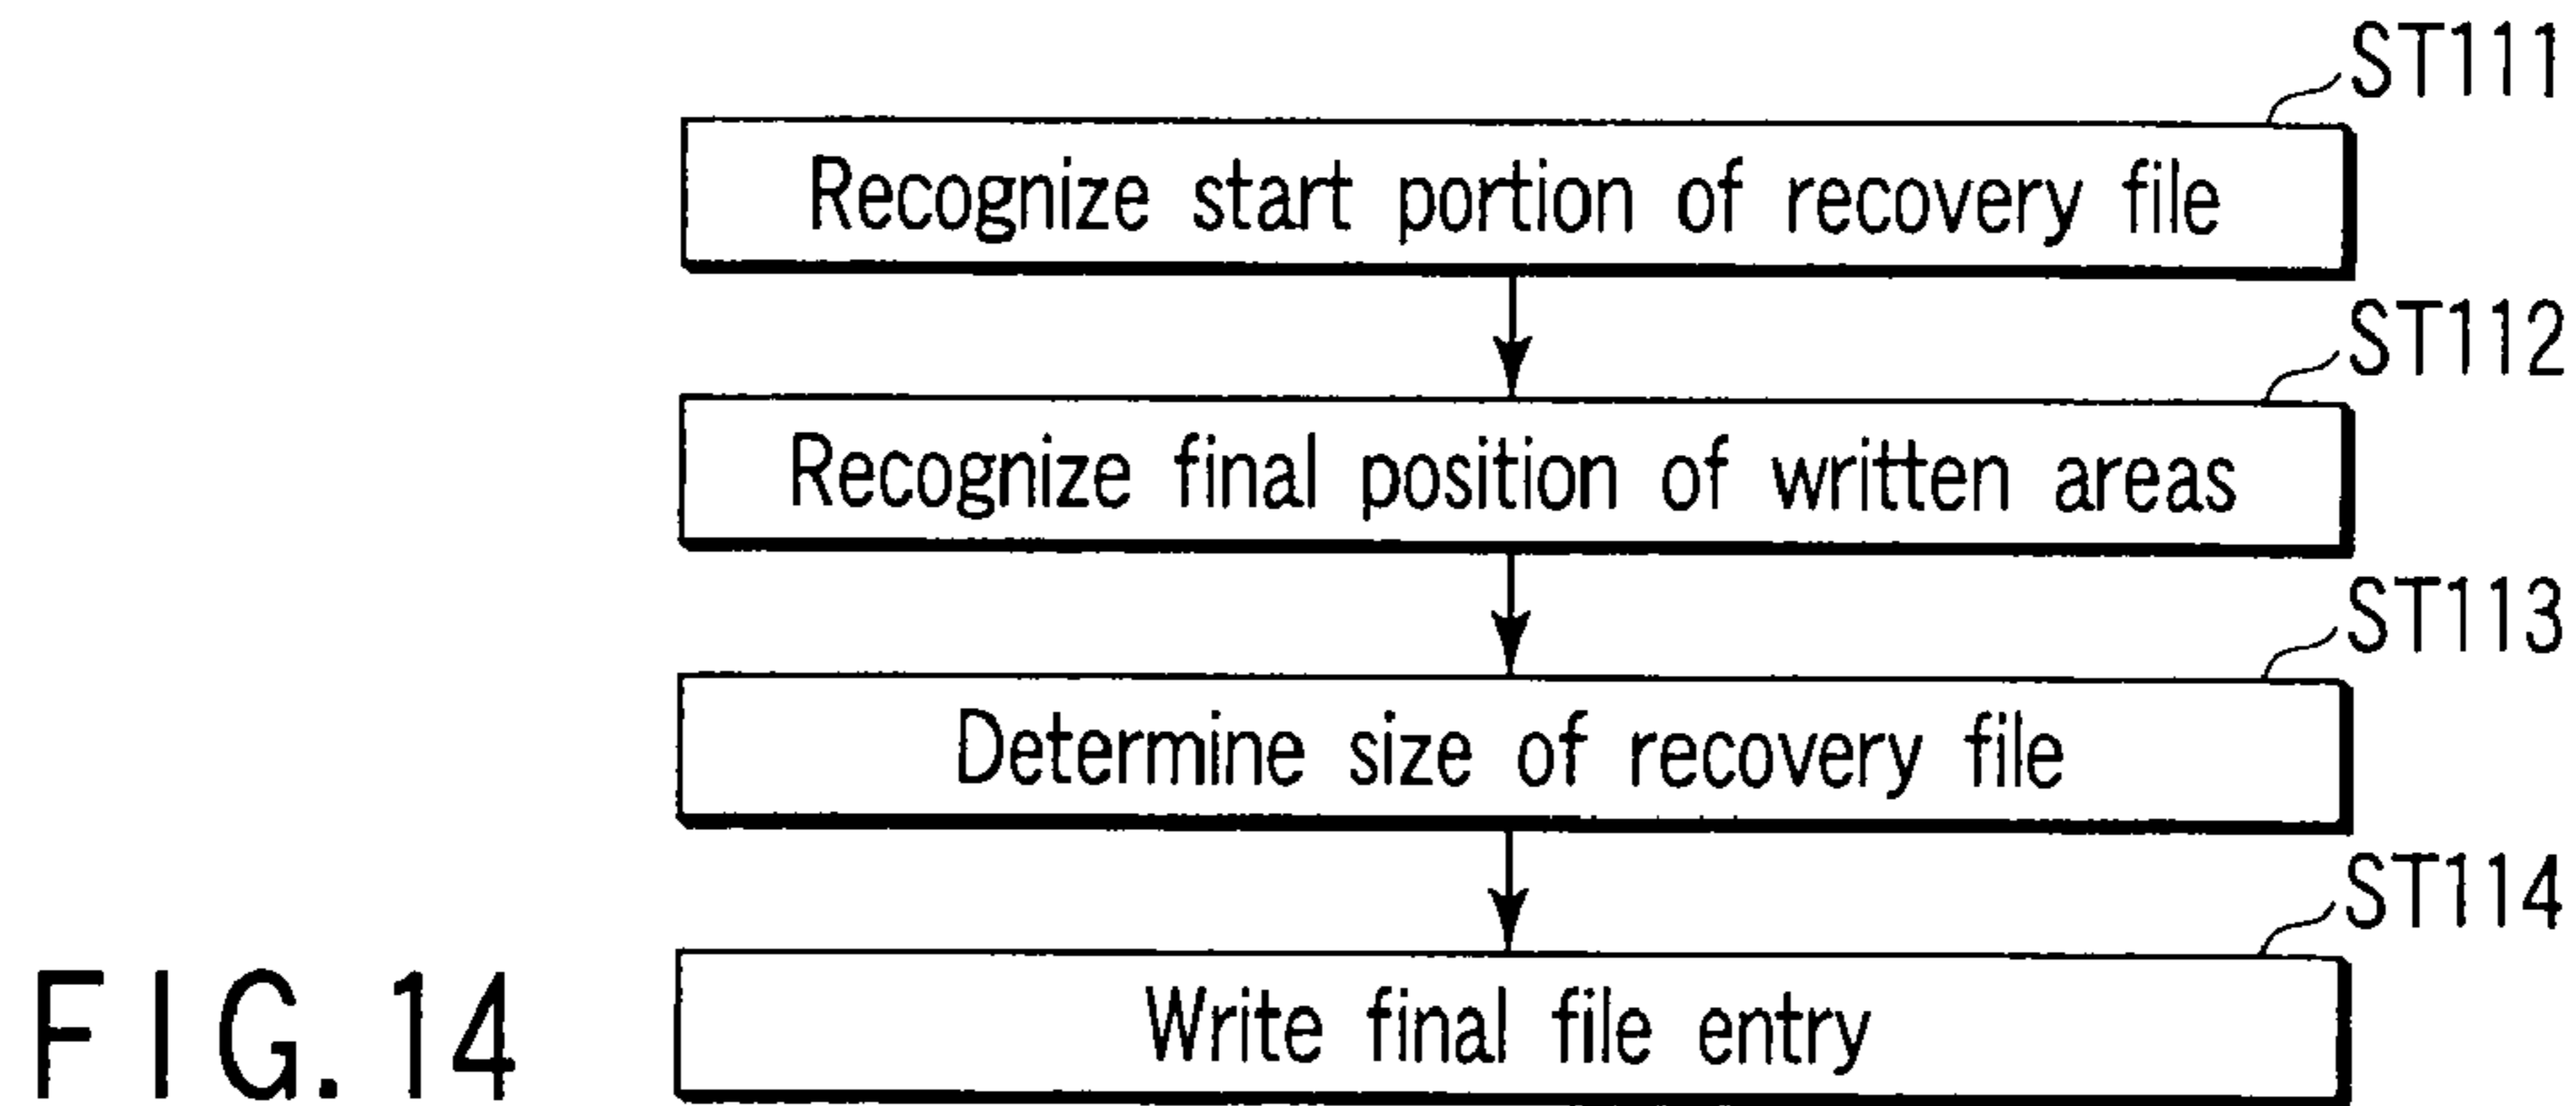 ST111
Recognize start portion of recovery file
ST112
Recognize final position of written areas
ST113
Determine size of recovery file
ST114
Write final file entry
FIG.14